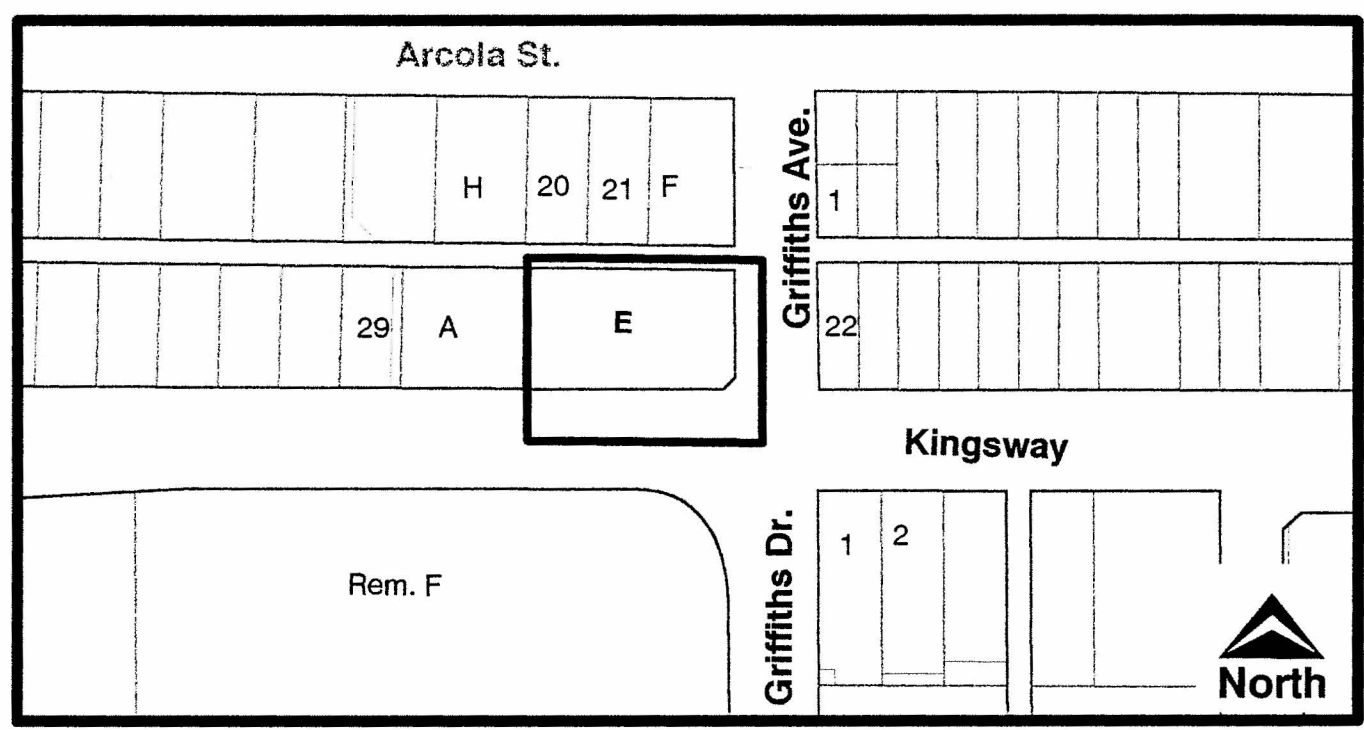 Arcola St.
H 20 21 F
Griffiths Ave.
1
29 A E
22
Kingsway
Griffiths Dr.
1 2
Rem. F
North